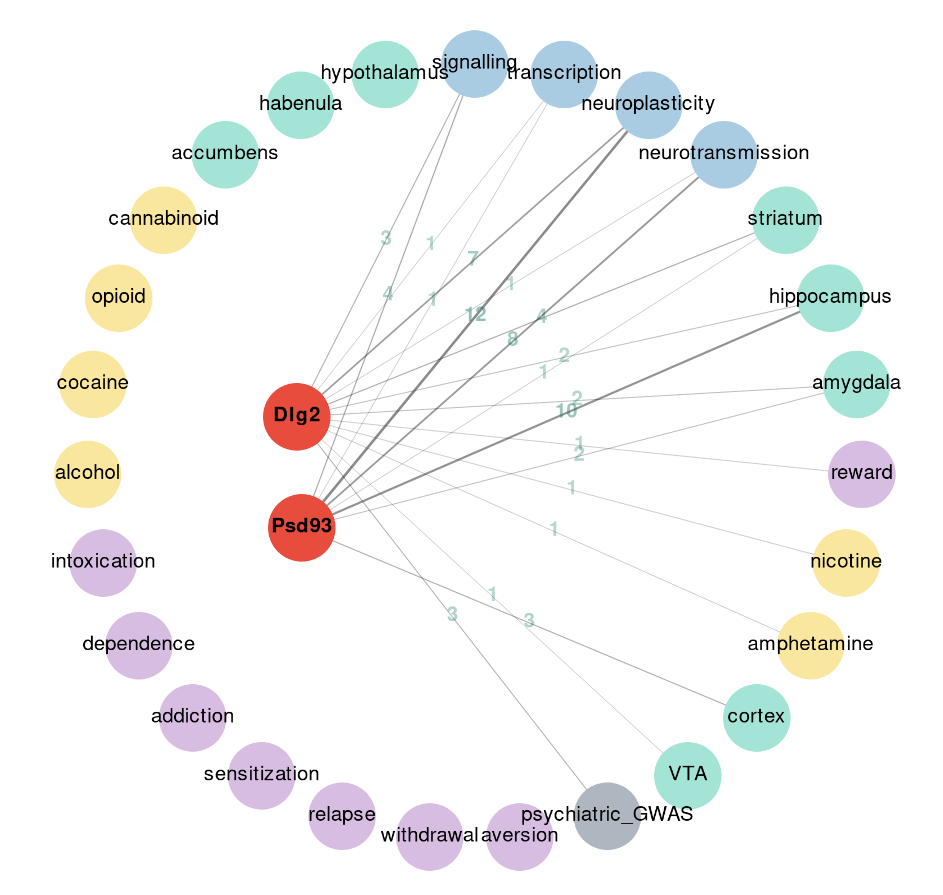 signalling
hypothalamus
transcription
habenula
neuroplasticity
accumbens
neurotransmission
cannabinoid
striatum
3
1
7
opioid
4
1
1
hippocampus
12
4
8
2
1
cocaine
amygdala
2
10
Dlg2
1
2
alcohol
reward
1
Psd93
1
intoxication
nicotine
1
3
3
dependence
amphetamine
addiction
cortex
sensitization
VTA
relapse
psychiatric_GWAS
withdrawal
aversion